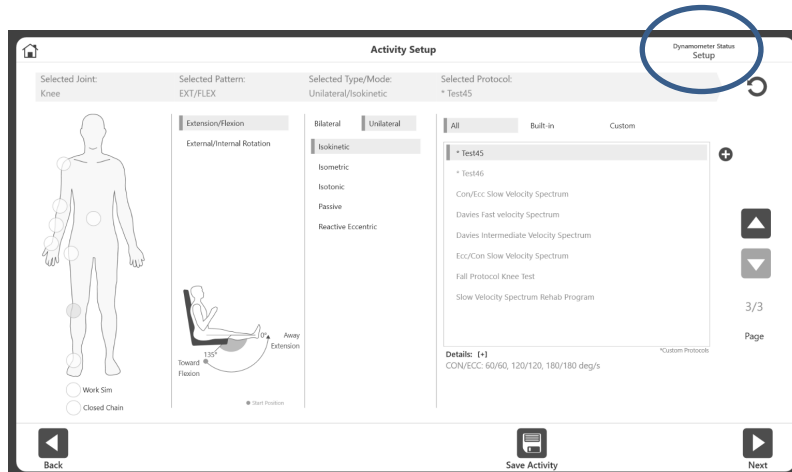 Activity Setup
Dynamometer Status
Setup
Selected Joint:
Knee
Selected Pattern:
EXT/FLEX
Selected Type/Mode:
Unilateral/Isokinetic
Selected Protocol:
* Test45
Extension/Flexion
External/Internal Rotation
Bilateral
Unilateral
Isokinetic
Isometric
Isotonic
Passive
Reactive Eccentric
All
Built-in
Custom
* Test45
* Test46
Con/Ecc Slow Velocity Spectrum
Davies Fast velocity Spectrum
Davies Intermediate Velocity Spectrum
Ecc/Con Slow Velocity Spectrum
Fall Protocol Knee Test
Slow Velocity Spectrum Rehab Program
3/3
Page
0°
Away
Extension
135°
Toward
Flexion
Start Position
*Custom Protocols
Details: [+]
CON/ECC: 60/60, 120/120, 180/180 deg/s
Work Sim
Closed Chain
Back
Save Activity
Next